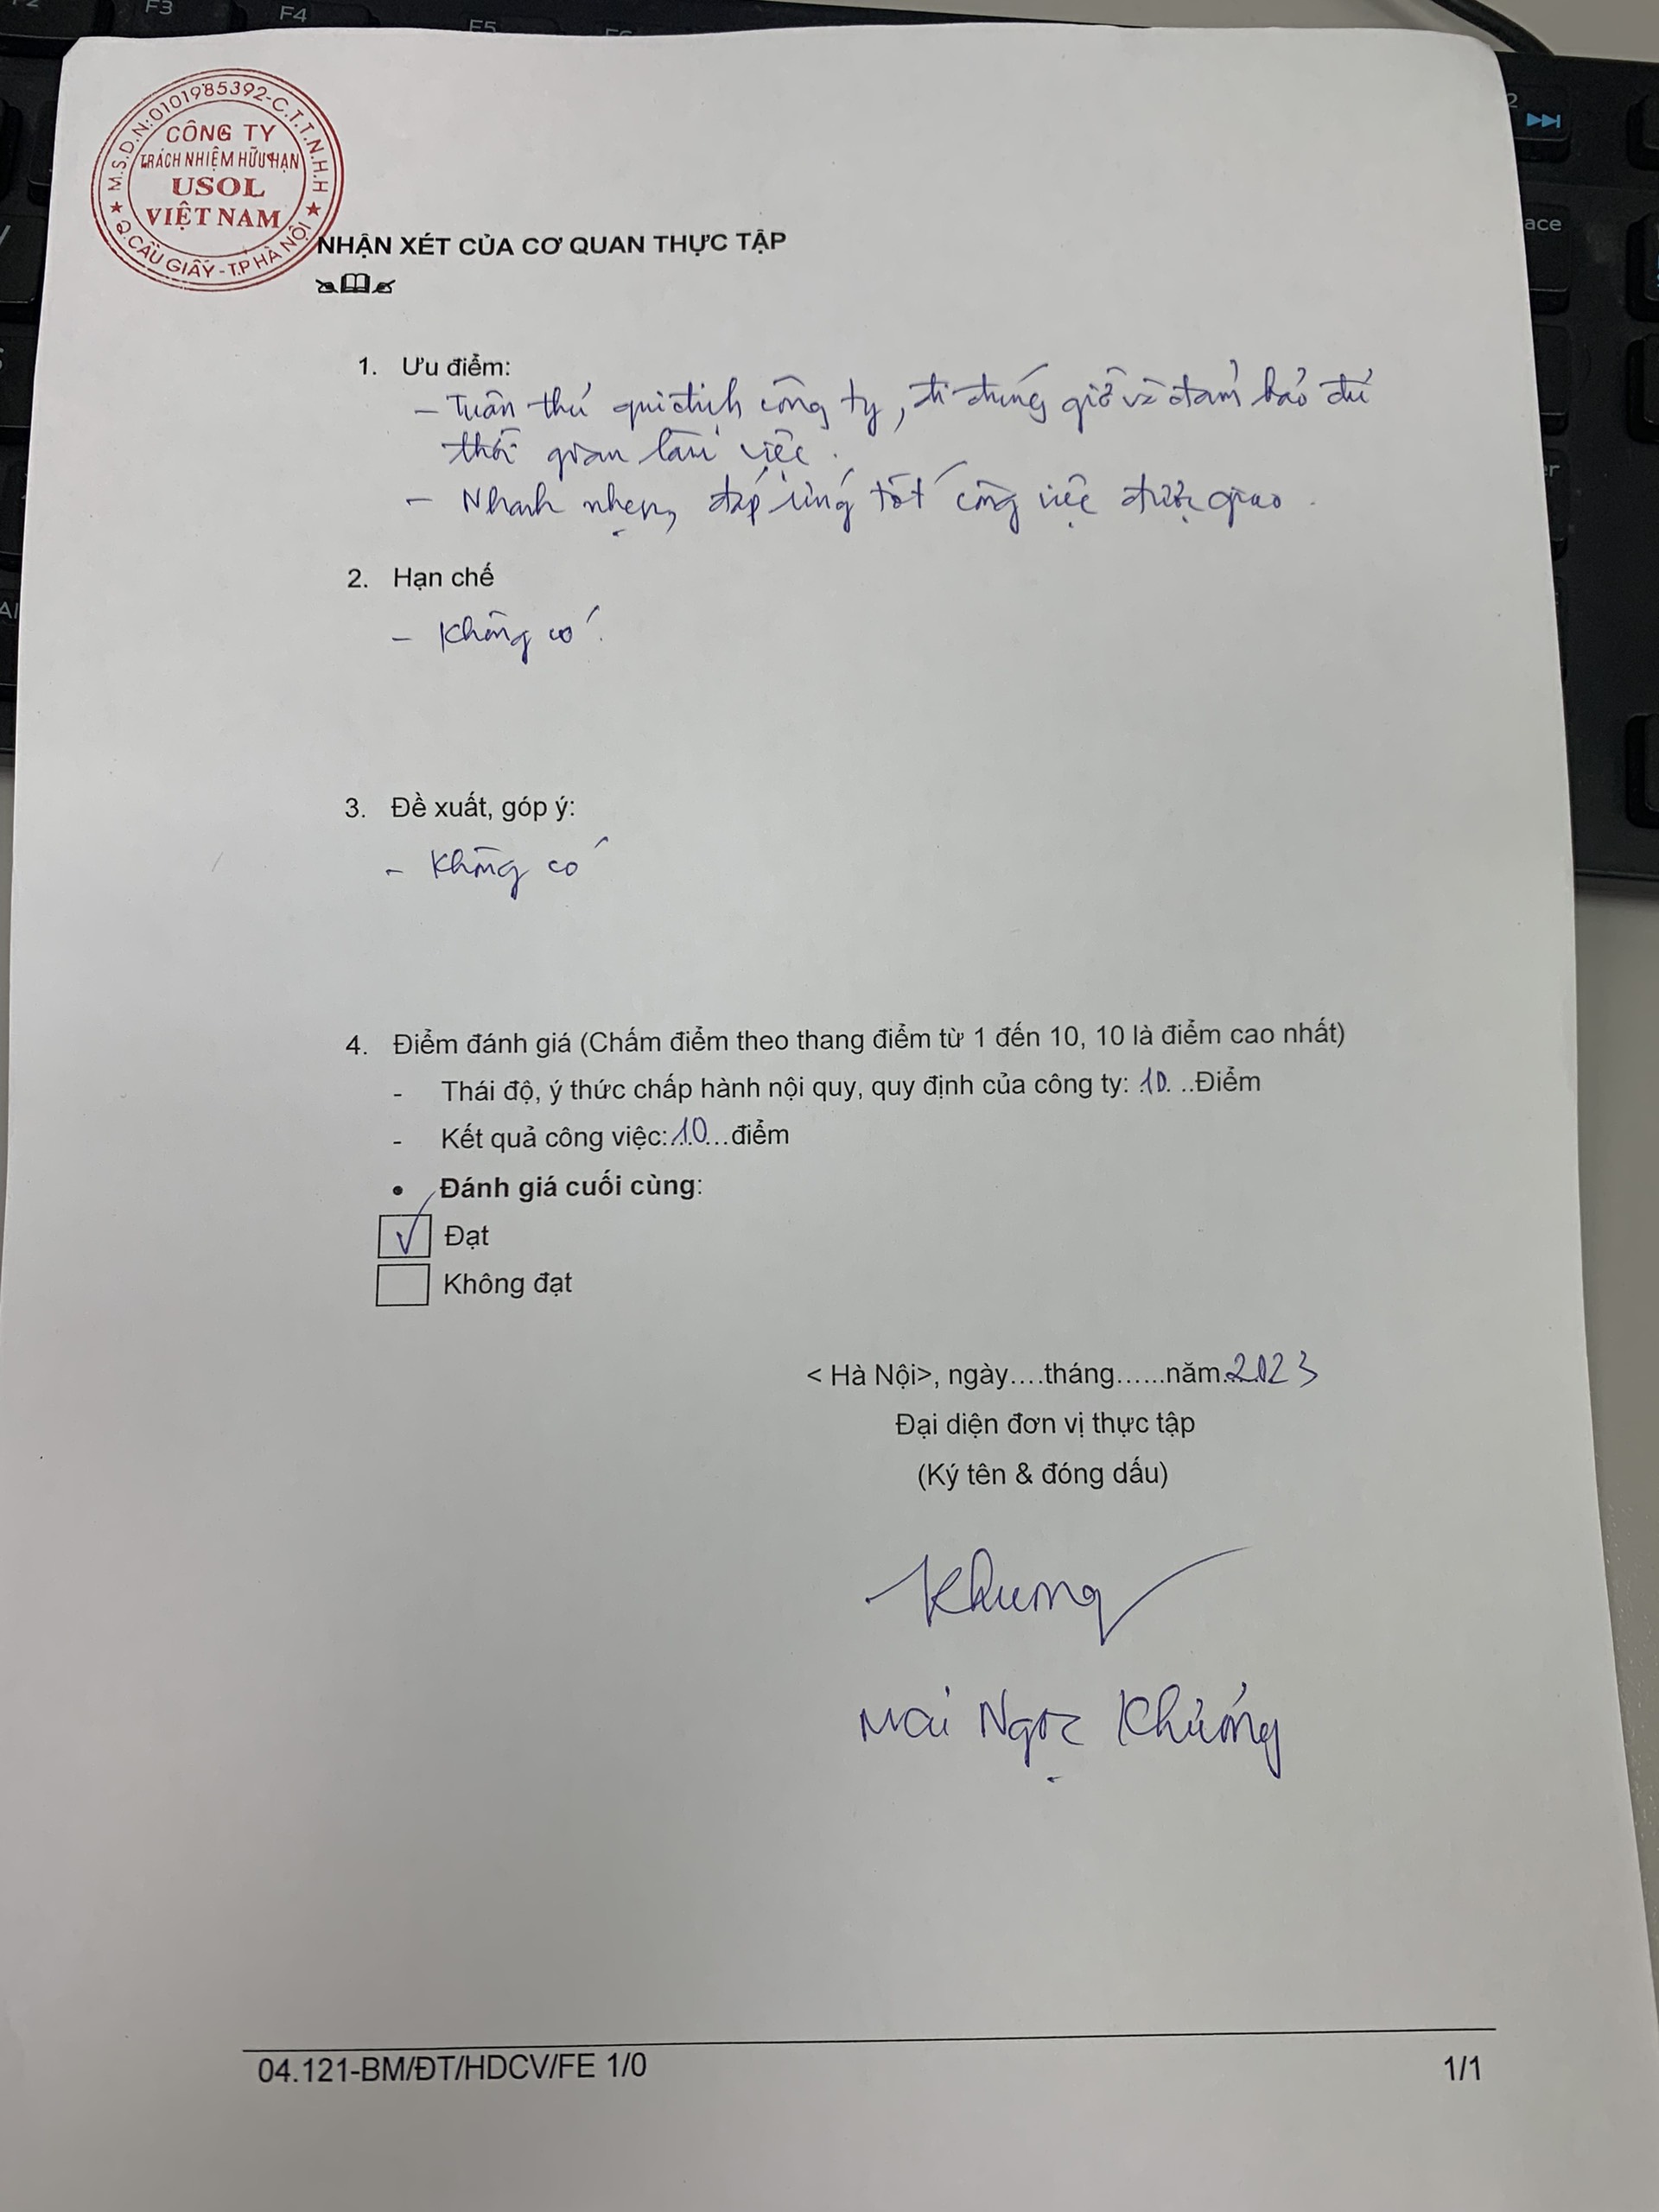 M.S.D.N:0101985392-C.T.T.N.H.H
CÔNG TY
TRÁCH NHIỆM HỮU HẠN
USOL
VIỆT NAM
Q.CẦU GIẤY - T.P HÀ NỘI
NHẬN XÉT CỦA CƠ QUAN THỰC TẬP
1. Ưu điểm:
- Tuân thủ qui định công ty, đi đúng giờ và đảm bảo đủ
thời gian làm việc.
- Nhanh nhẹn, đáp ứng tốt công việc được giao.
2. Hạn chế
- Không có.
3. Đề xuất, góp ý:
- Không có
4. Điểm đánh giá (Chấm điểm theo thang điểm từ 1 đến 10, 10 là điểm cao nhất)
- Thái độ, ý thức chấp hành nội quy, quy định của công ty: 10. ..Điểm
- Kết quả công việc:.10...điểm
• Đánh giá cuối cùng:
Đạt
Không đạt
< Hà Nội>, ngày....tháng......năm.2023
Đại diện đơn vị thực tập
(Ký tên & đóng dấu)
Khương
Mai Ngọc Khương
04.121-BM/ĐT/HDCV/FE 1/0
1/1
F3
F4
F5